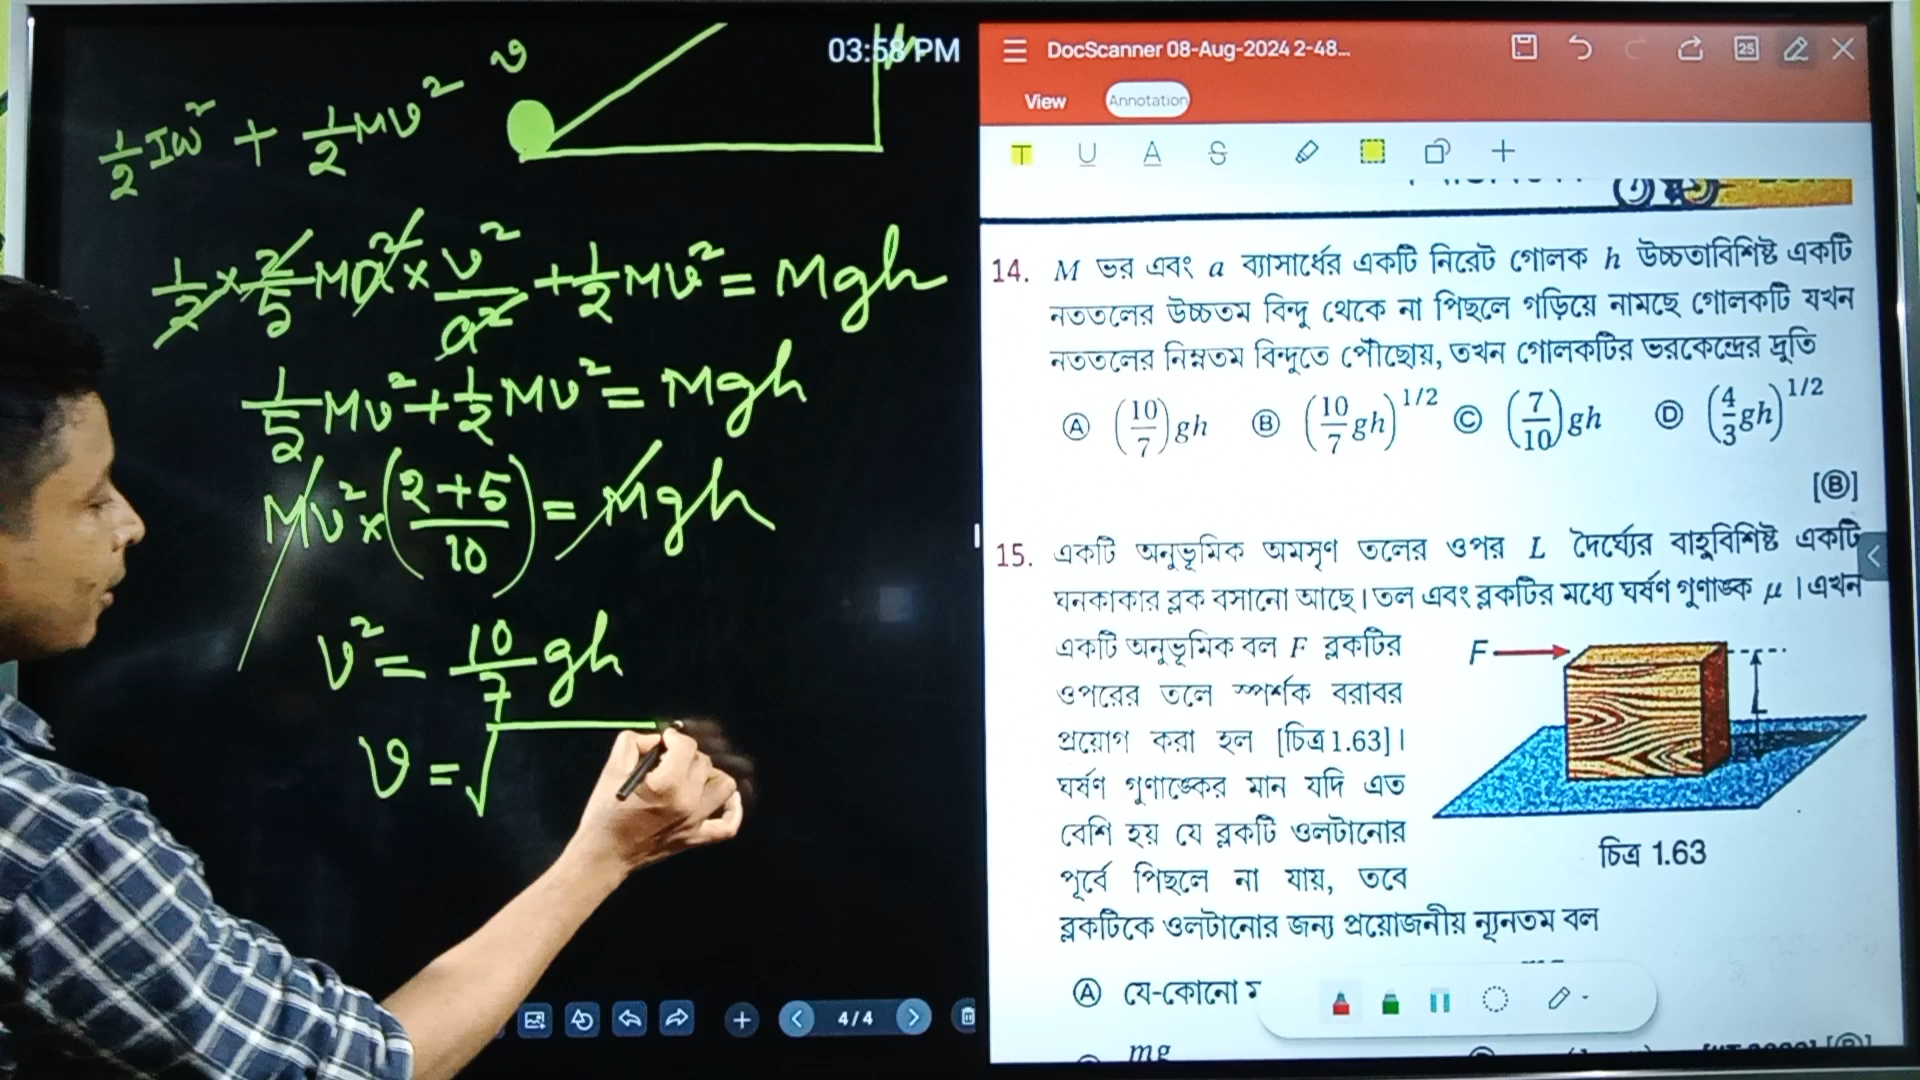 03:58 PM
v
h
½Iω² + ½Mv²
½ × 2/5 Ma² × v²/a² + ½Mv² = Mgh
1/5 Mv² + ½Mv² = Mgh
Mv² × (2+5/10) = Mgh
v² = 10/7 gh
v = √
4/4
DocScanner 08-Aug-2024 2-48...
25
View Annotation
T U A S
14. M ভর এবং a ব্যাসার্ধের একটি নিরেট গোলক h উচ্চতাবিশিষ্ট একটি
নততলের উচ্চতম বিন্দু থেকে না পিছলে গড়িয়ে নামছে গোলকটি যখন
নততলের নিম্নতম বিন্দুতে পৌঁছোয়, তখন গোলকটির ভরকেন্দ্রের দ্রুতি
Ⓐ (10/7)gh Ⓑ (10/7 gh)^1/2 Ⓒ (7/10)gh Ⓓ (4/3 gh)^1/2
[Ⓑ]
15. একটি অনুভূমিক অমসৃণ তলের ওপর L দৈর্ঘ্যের বাহুবিশিষ্ট একটি
ঘনকাকার ব্লক বসানো আছে। তল এবং ব্লকটির মধ্যে ঘর্ষণ গুণাঙ্ক μ । এখন
একটি অনুভূমিক বল F ব্লকটির
ওপরের তলে স্পর্শক বরাবর
প্রয়োগ করা হল [চিত্র 1.63]।
ঘর্ষণ গুণাঙ্কের মান যদি এত
বেশি হয় যে ব্লকটি ওলটানোর
পূর্বে পিছলে না যায়, তবে
ব্লকটিকে ওলটানোর জন্য প্রয়োজনীয় ন্যূনতম বল
F
L
চিত্র 1.63
Ⓐ যে-কোনো
mg